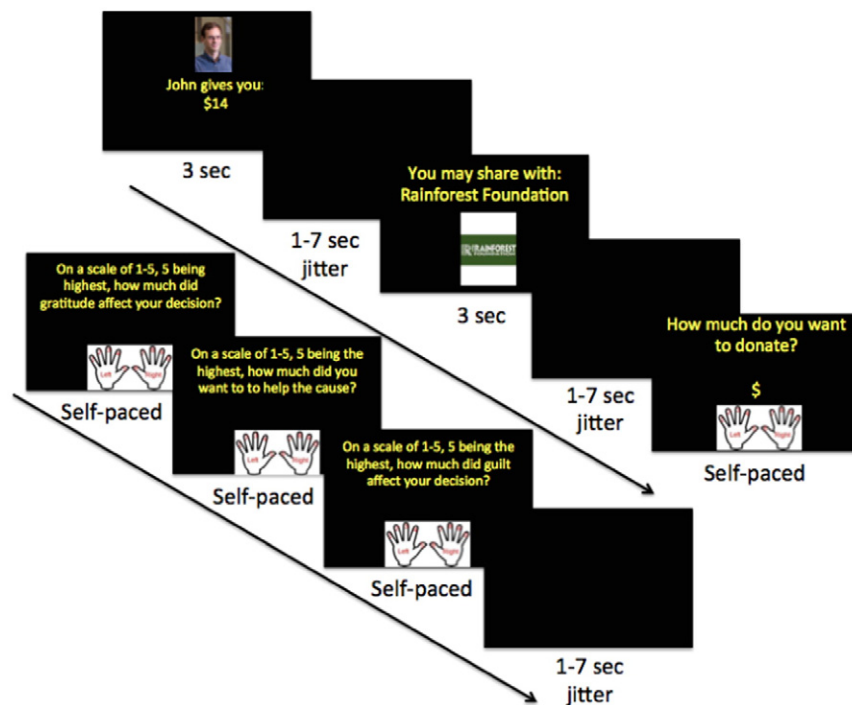 John gives you:
$14
3 sec
1-7 sec
jitter
You may share with:
Rainforest Foundation
RAINFOREST
FOUNDATION
3 sec
1-7 sec
jitter
How much do you want
to donate?
$
Left
Right
Self-paced
On a scale of 1-5, 5 being
highest, how much did
gratitude affect your decision?
Left
Right
Self-paced
On a scale of 1-5, 5 being the
highest, how much did you
want to to help the cause?
Left
Right
Self-paced
On a scale of 1-5, 5 being the
highest, how much did guilt
affect your decision?
Left
Right
Self-paced
1-7 sec
jitter